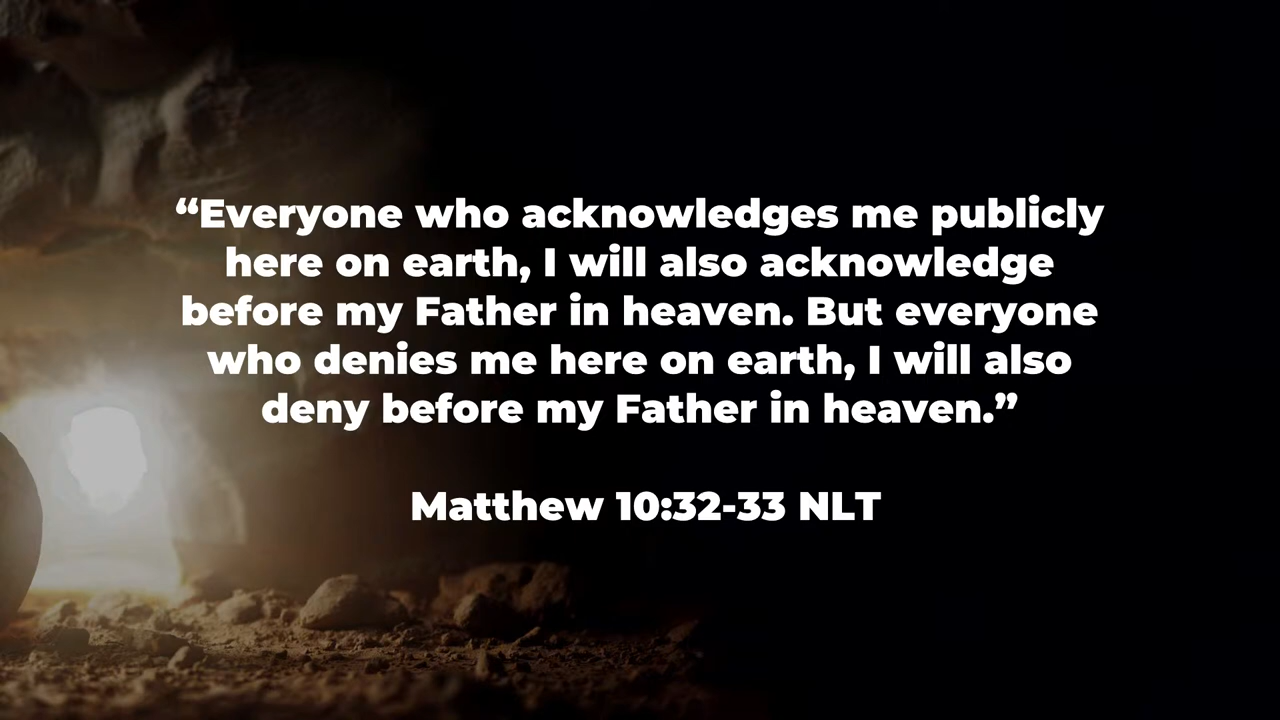 “Everyone who acknowledges me publicly
here on earth, I will also acknowledge
before my Father in heaven. But everyone
who denies me here on earth, I will also
deny before my Father in heaven.”
Matthew 10:32-33 NLT